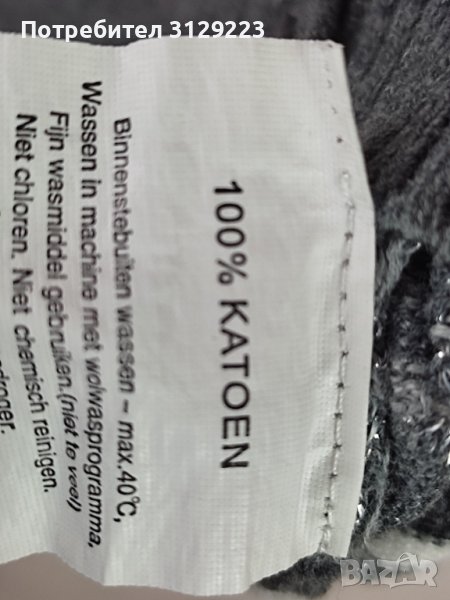 Потребител 3129223
100% KATOEN
Binnenstebuiten wassen – max.40°C,
Wassen in machine met wolwasprogramma,
Fijn wasmiddel gebruiken.(niet te veel)
Niet chloren. Niet chemisch reinigen.
BAZAR